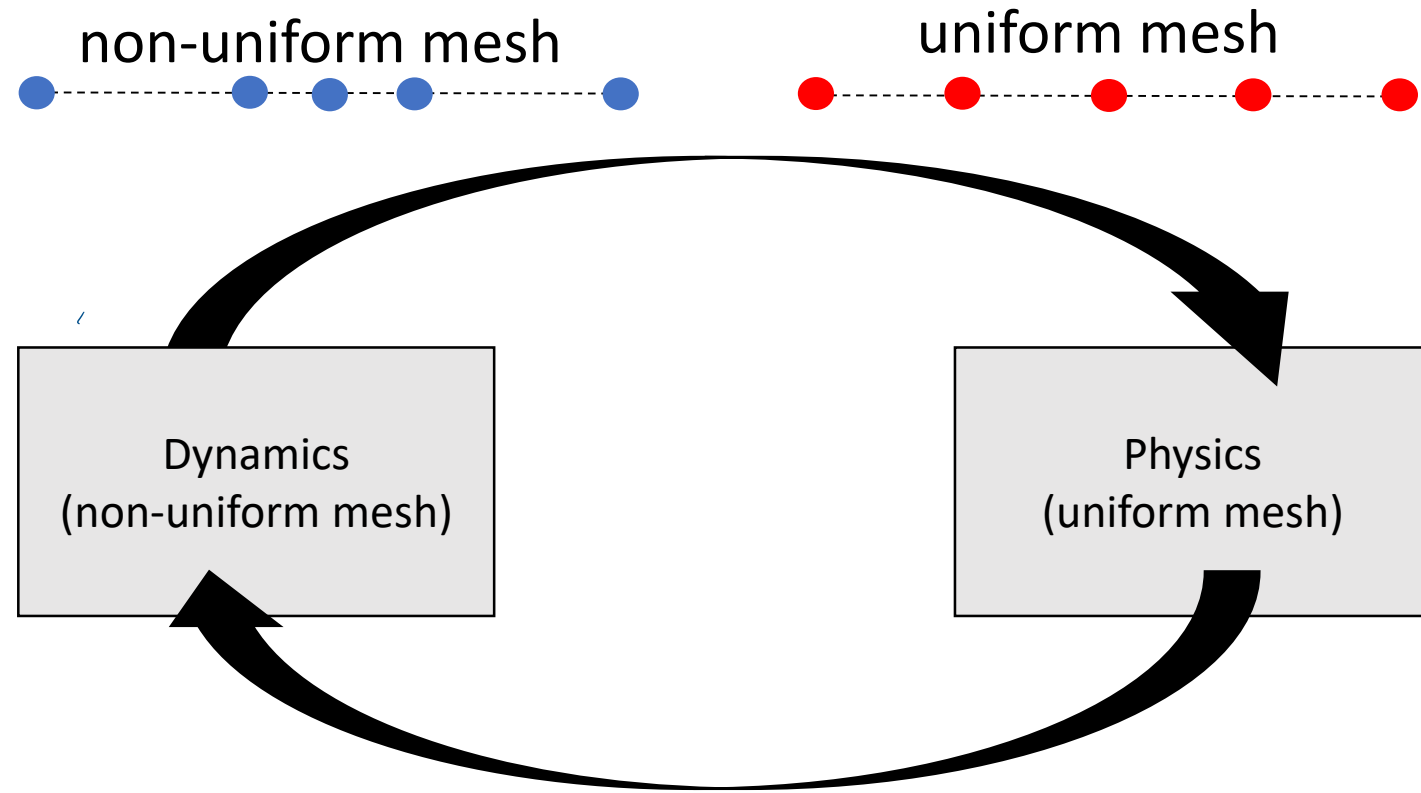 non-uniform mesh
uniform mesh
Dynamics
(non-uniform mesh)
Physics
(uniform mesh)